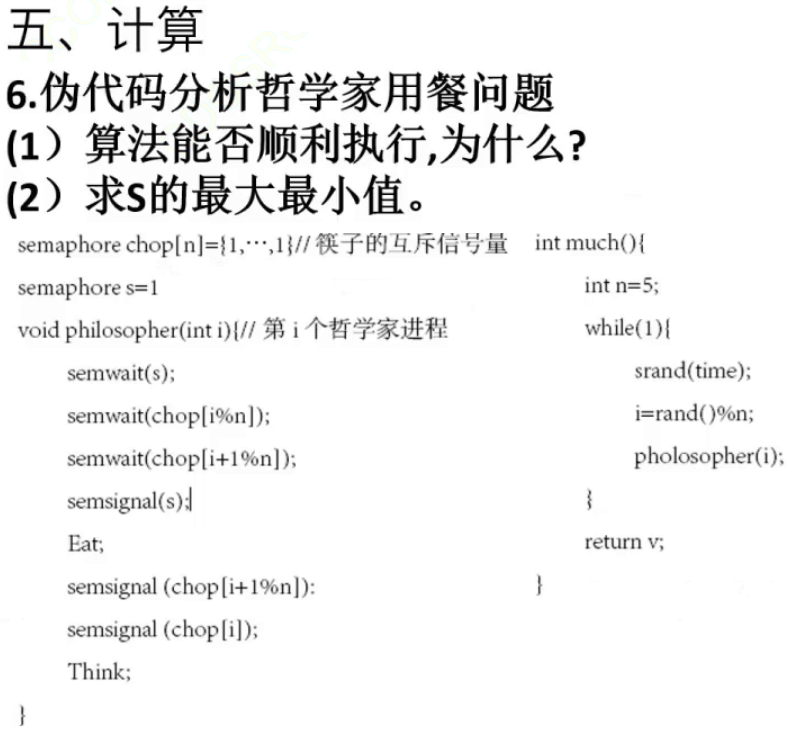 五、计算
6.伪代码分析哲学家用餐问题
(1）算法能否顺利执行,为什么?
(2）求S的最大最小值。
semaphore chop[n]={1,…,1}// 筷子的互斥信号量
semaphore s=1
void philosopher(int i){// 第 i 个哲学家进程
semwait(s);
semwait(chop[i%n]);
semwait(chop[i+1%n]);
semsignal(s);
Eat;
semsignal (chop[i+1%n]):
semsignal (chop[i]);
Think;
}
int much(){
int n=5;
while(1){
srand(time);
i=rand()%n;
pholosopher(i);
}
return v;
}